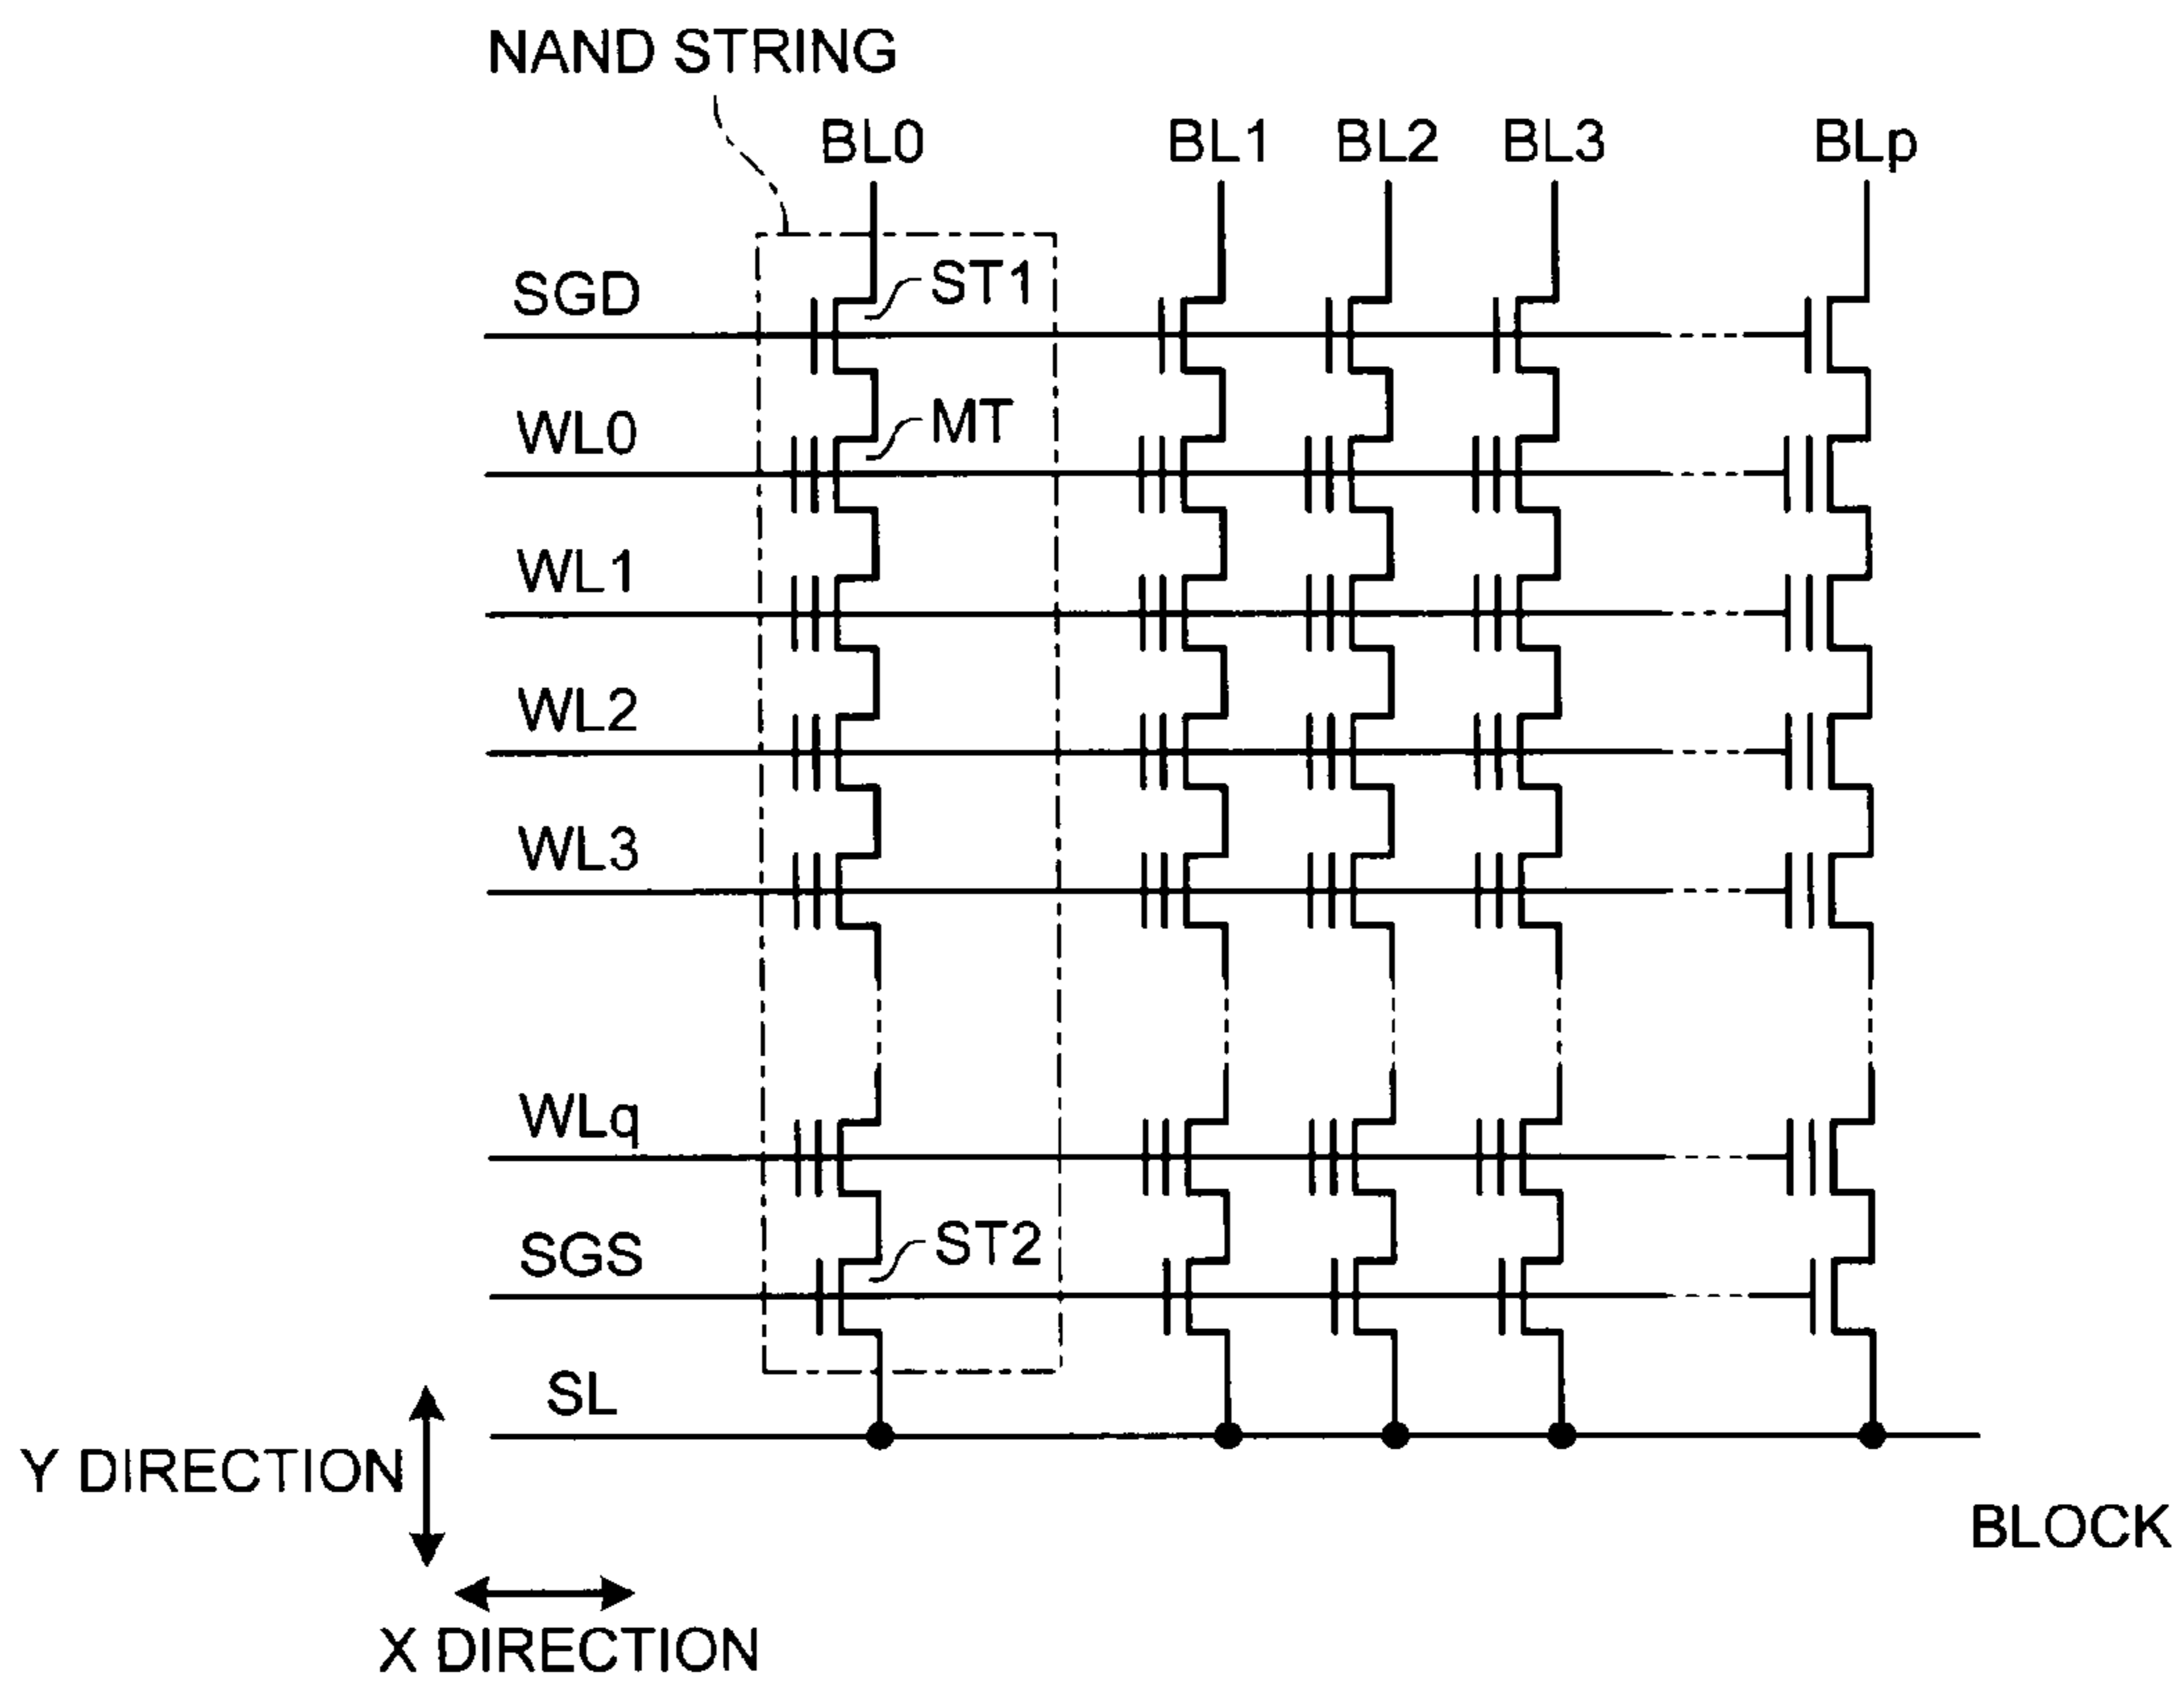 NAND STRING
BL0 BL1 BL2 BL3 BLp
SGD ST1
WL0 MT
WL1
WL2
WL3
WLq
SGS ST2
SL
Y DIRECTION
BLOCK
X DIRECTION